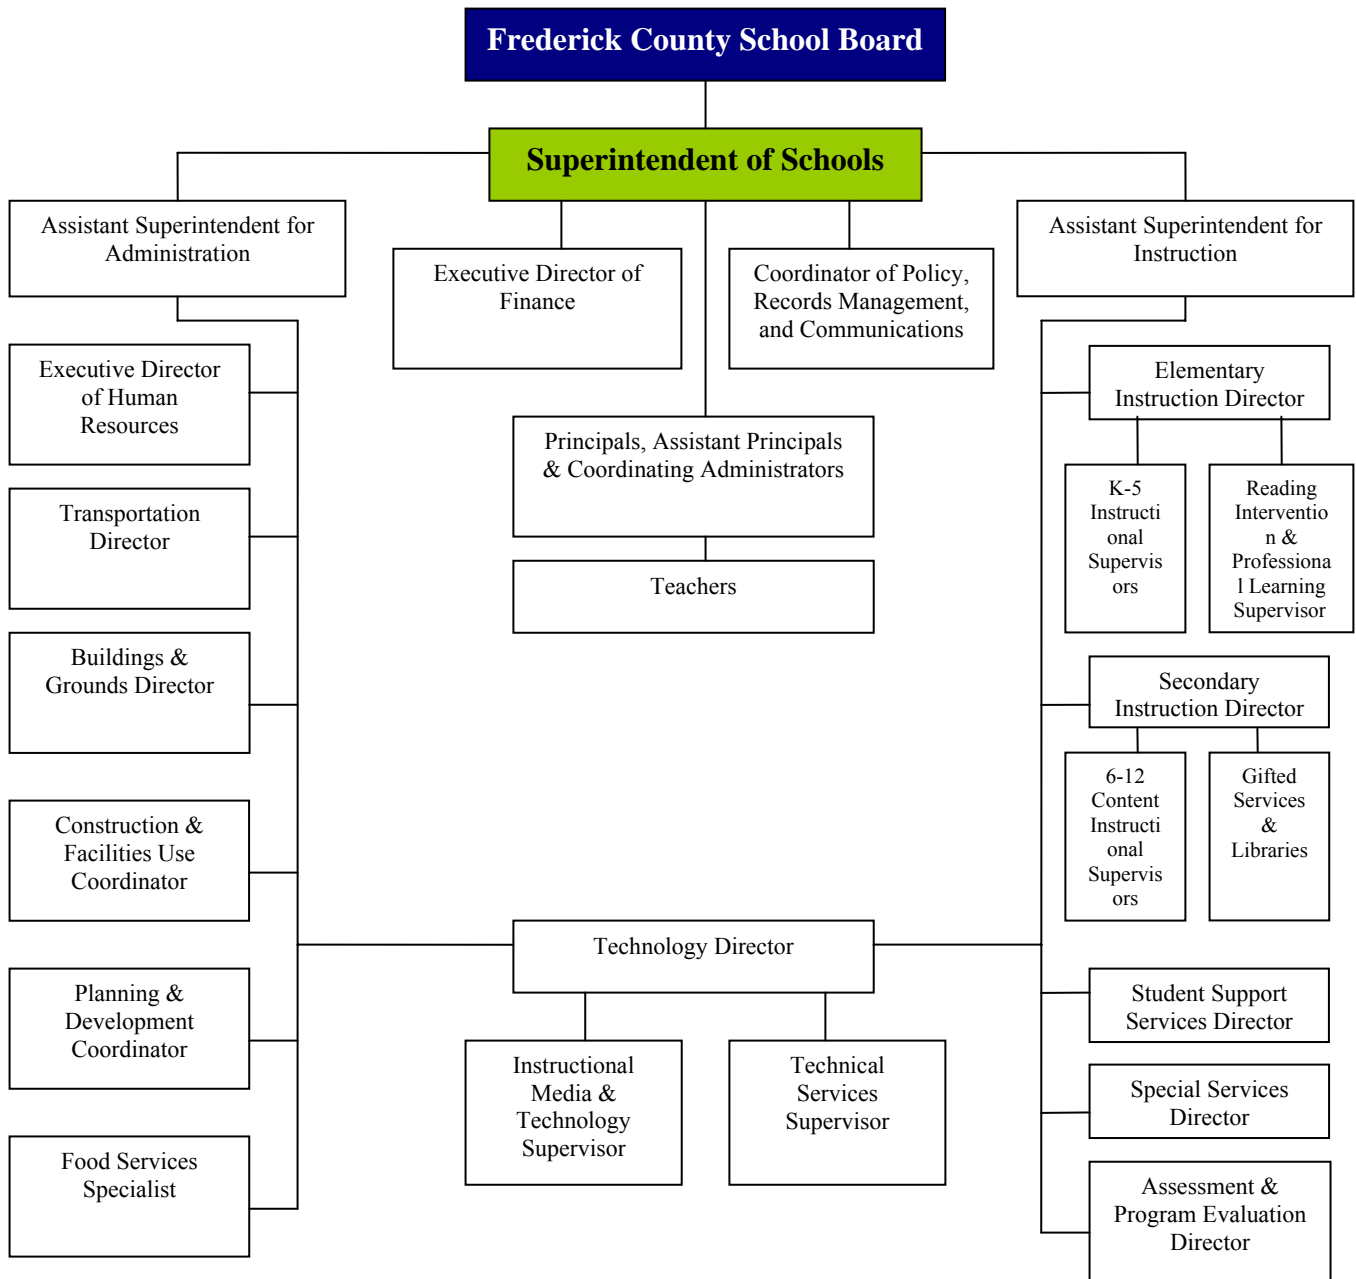 Frederick County School Board
Superintendent of Schools
Assistant Superintendent for
Administration
Executive Director of
Finance
Coordinator of Policy,
Records Management,
and Communications
Assistant Superintendent for
Instruction
Executive Director
of Human
Resources
Transportation
Director
Buildings &
Grounds Director
Construction &
Facilities Use
Coordinator
Planning &
Development
Coordinator
Food Services
Specialist
Principals, Assistant Principals
& Coordinating Administrators
Teachers
Technology Director
Instructional
Media &
Technology
Supervisor
Technical
Services
Supervisor
Elementary
Instruction Director
K-5
Instructi
onal
Supervis
ors
Reading
Interventio
n &
Professiona
l Learning
Supervisor
Secondary
Instruction Director
6-12
Content
Instructi
onal
Supervis
ors
Gifted
Services
&
Libraries
Student Support
Services Director
Special Services
Director
Assessment &
Program Evaluation
Director